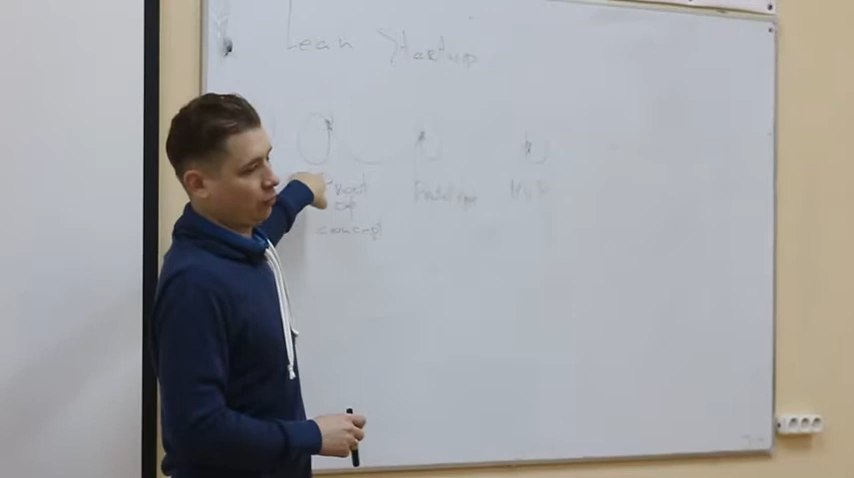 Lean Startup
Proof
of
concept
Prototype
MVP